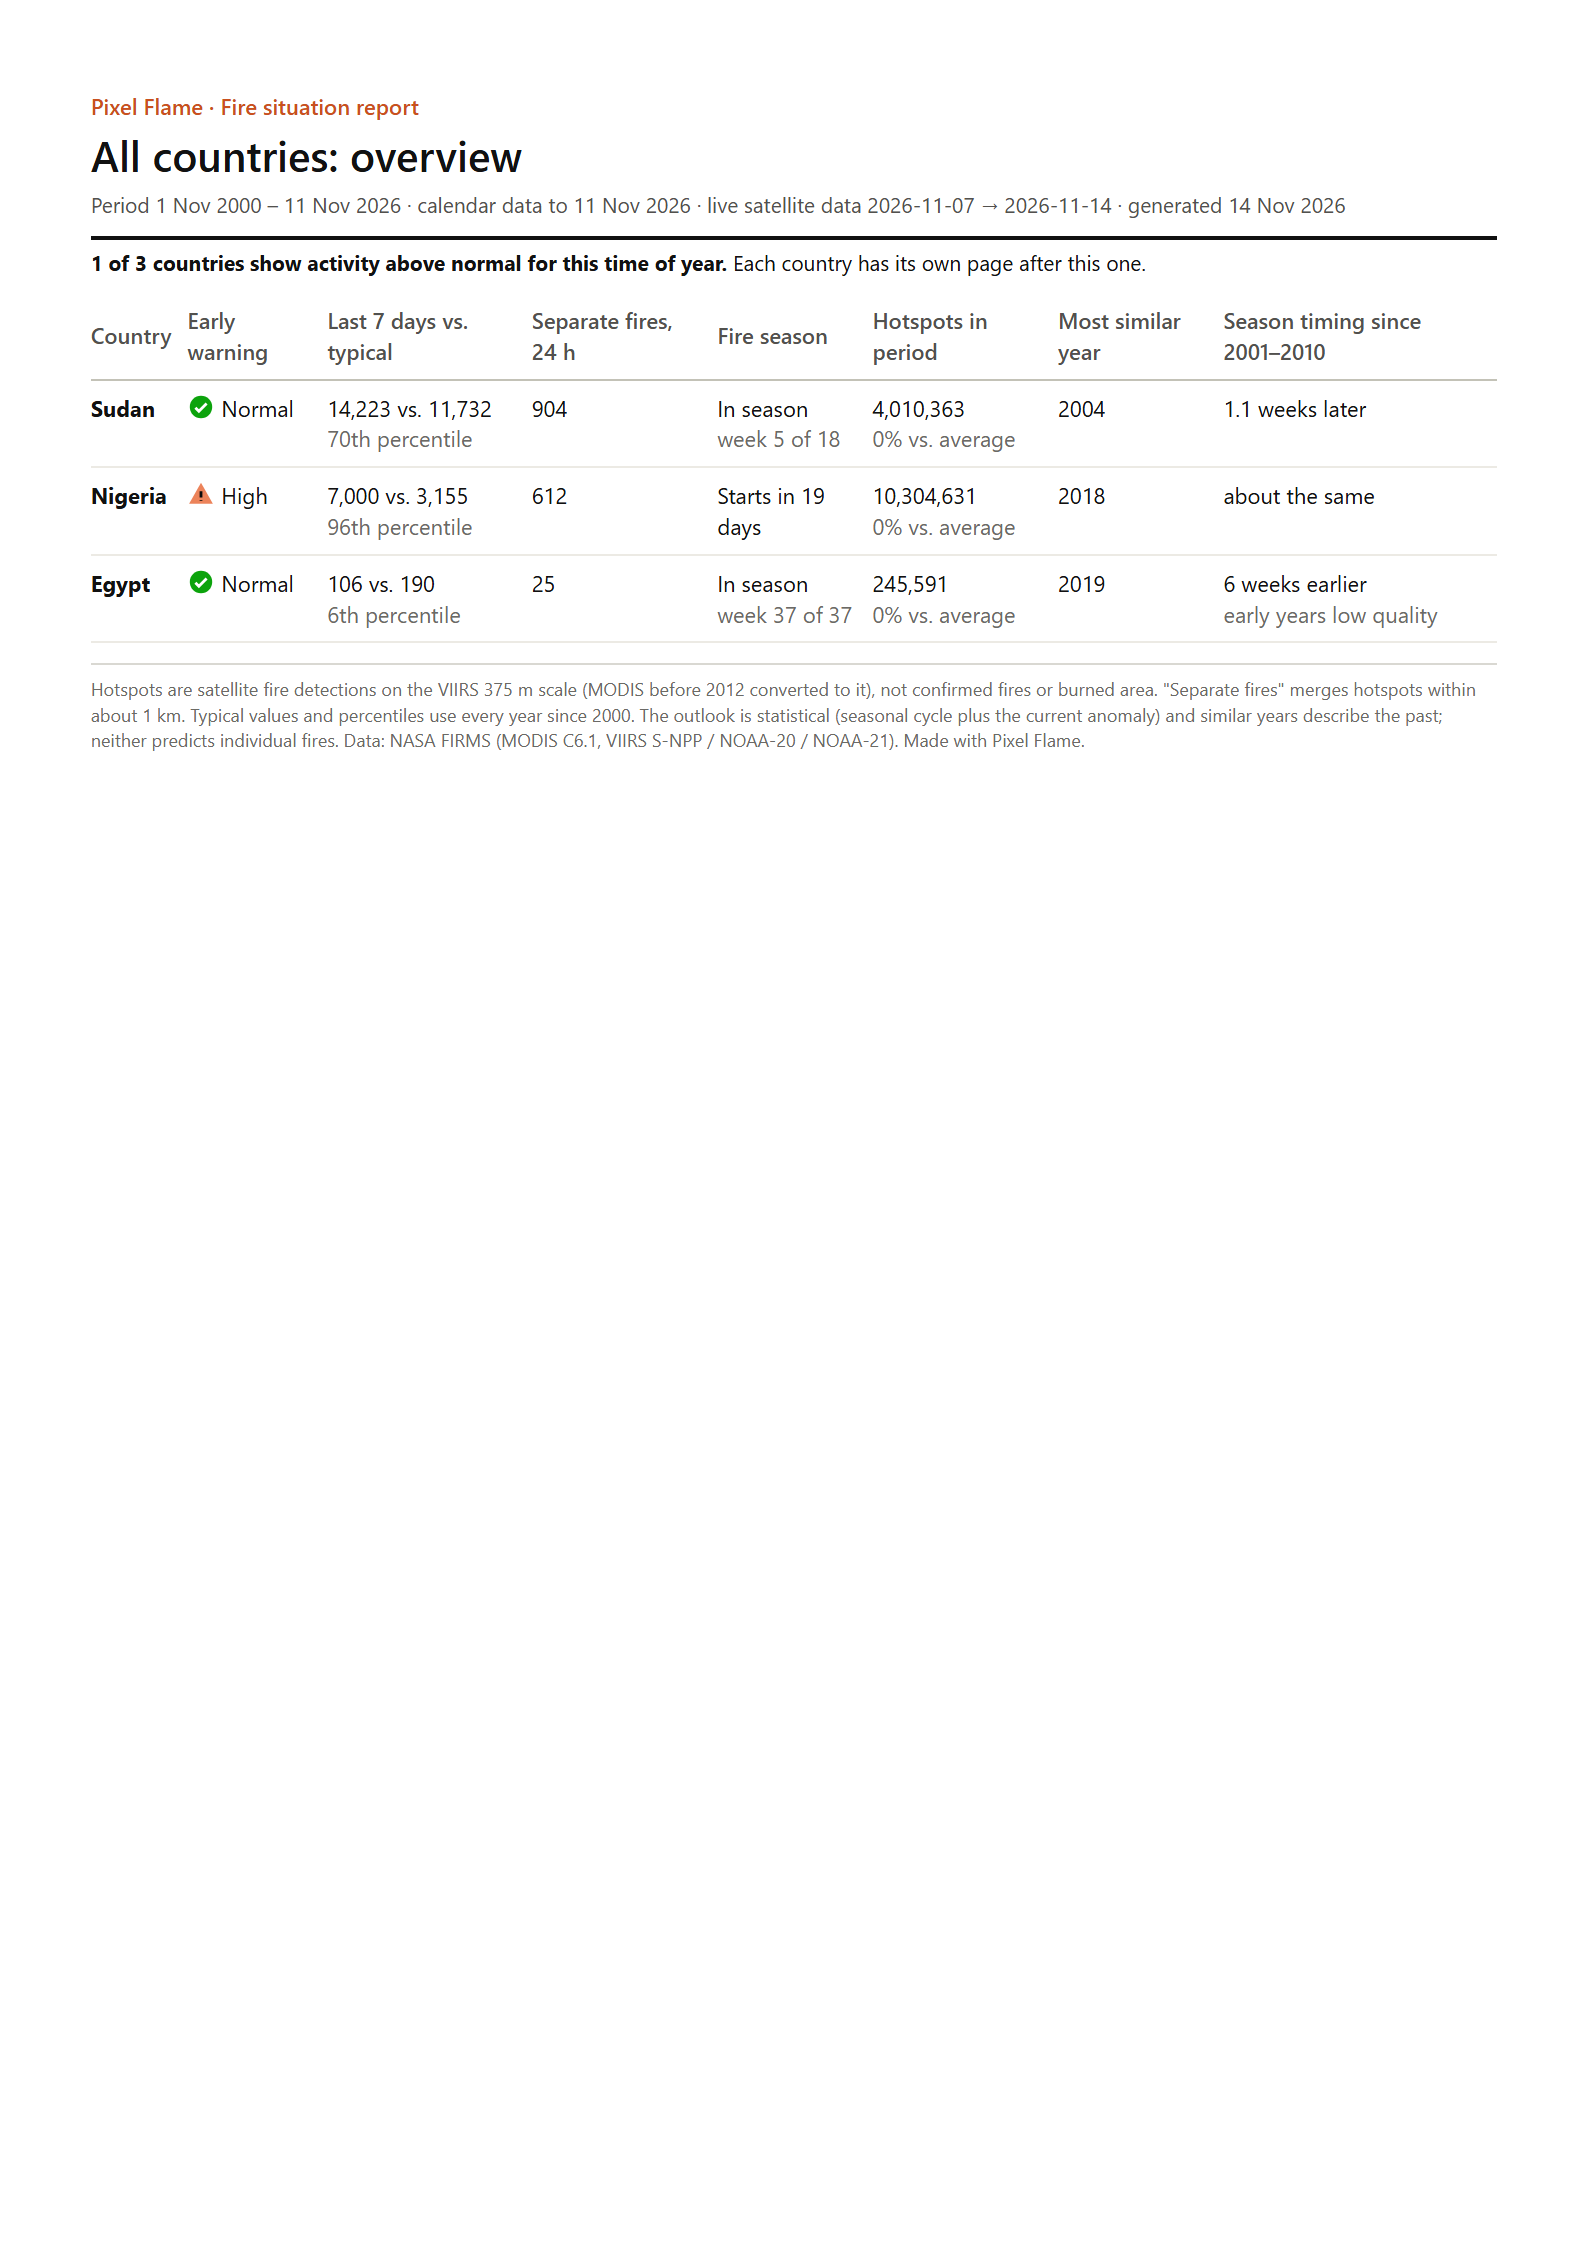 Pixel Flame · Fire situation report
All countries: overview
Period 1 Nov 2000 – 11 Nov 2026 · calendar data to 11 Nov 2026 · live satellite data 2026-11-07 → 2026-11-14 · generated 14 Nov 2026
1 of 3 countries show activity above normal for this time of year. Each country has its own page after this one.
Country Early warning Last 7 days vs. typical Separate fires, 24 h Fire season Hotspots in period Most similar year Season timing since 2001–2010
Sudan Normal 14,223 vs. 11,732 904 In season 4,010,363 2004 1.1 weeks later
70th percentile week 5 of 18 0% vs. average
Nigeria High 7,000 vs. 3,155 612 Starts in 19 10,304,631 2018 about the same
96th percentile days 0% vs. average
Egypt Normal 106 vs. 190 25 In season 245,591 2019 6 weeks earlier
6th percentile week 37 of 37 0% vs. average early years low quality
Hotspots are satellite fire detections on the VIIRS 375 m scale (MODIS before 2012 converted to it), not confirmed fires or burned area. "Separate fires" merges hotspots within
about 1 km. Typical values and percentiles use every year since 2000. The outlook is statistical (seasonal cycle plus the current anomaly) and similar years describe the past;
neither predicts individual fires. Data: NASA FIRMS (MODIS C6.1, VIIRS S-NPP / NOAA-20 / NOAA-21). Made with Pixel Flame.